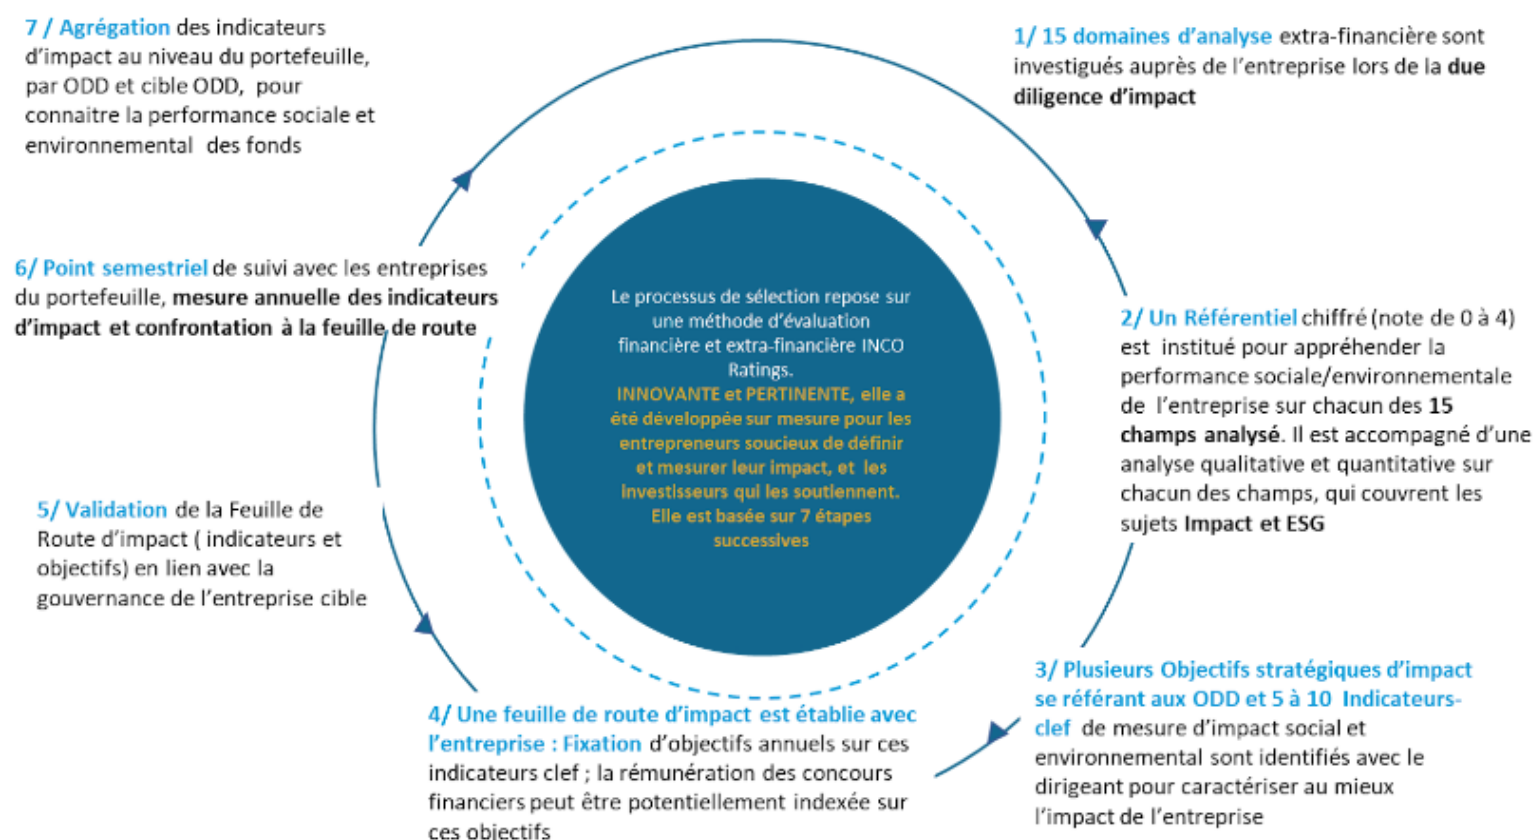 7 / Agrégation des indicateurs
d’impact au niveau du portefeuille,
par ODD et cible ODD, pour
connaitre la performance sociale et
environnemental des fonds
1/ 15 domaines d’analyse extra-financière sont
investigués auprès de l’entreprise lors de la due
diligence d’impact
6/ Point semestriel de suivi avec les entreprises
du portefeuille, mesure annuelle des indicateurs
d’impact et confrontation à la feuille de route
Le processus de sélection repose sur
une méthode d’évaluation
financière et extra-financière INCO
Ratings.
INNOVANTE et PERTINENTE, elle a
été développée sur mesure pour les
entrepreneurs soucieux de définir
et mesurer leur impact, et les
investisseurs qui les soutiennent.
Elle est basée sur 7 étapes
successives
2/ Un Référentiel chiffré (note de 0 à 4)
est institué pour appréhender la
performance sociale/environnementale
de l’entreprise sur chacun des 15
champs analysé. Il est accompagné d’une
analyse qualitative et quantitative sur
chacun des champs, qui couvrent les
sujets Impact et ESG
5/ Validation de la Feuille de
Route d’impact ( indicateurs et
objectifs) en lien avec la
gouvernance de l’entreprise cible
3/ Plusieurs Objectifs stratégiques d’impact
se référant aux ODD et 5 à 10 Indicateurs-
clef de mesure d’impact social et
environnemental sont identifiés avec le
dirigeant pour caractériser au mieux
l’impact de l’entreprise
4/ Une feuille de route d’impact est établie avec
l’entreprise : Fixation d’objectifs annuels sur ces
indicateurs clef ; la rémunération des concours
financiers peut être potentiellement indexée sur
ces objectifs